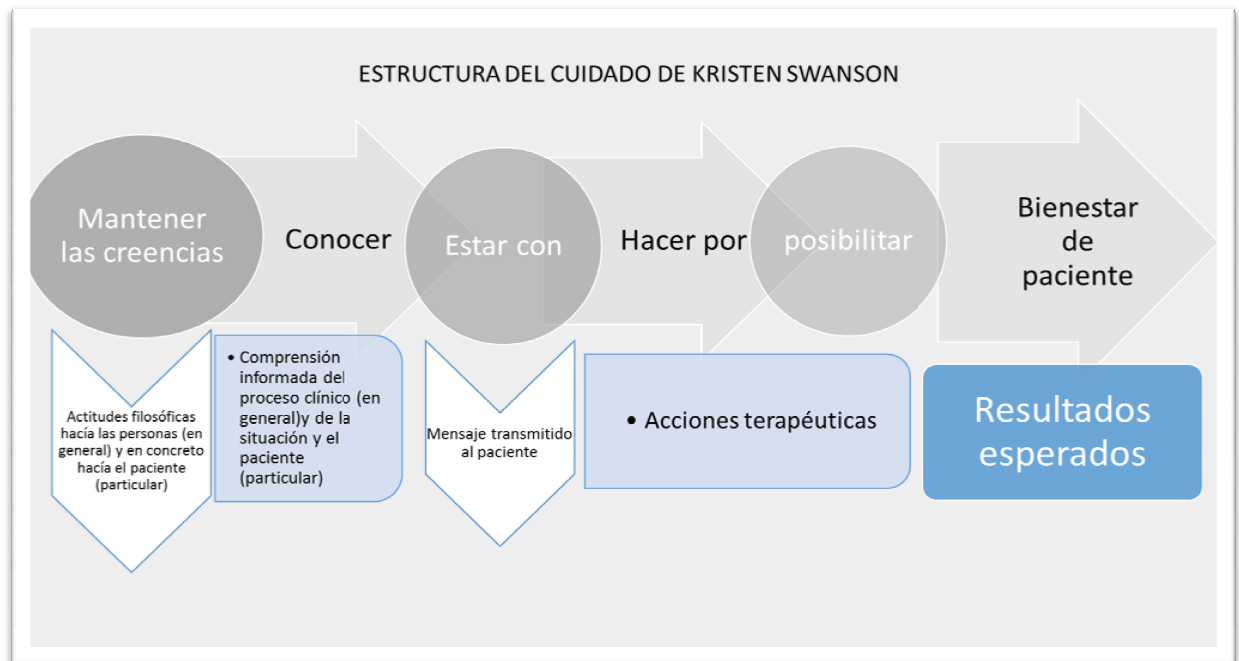 ESTRUCTURA DEL CUIDADO DE KRISTEN SWANSON
Mantener
las creencias
Conocer
Estar con
Hacer por
posibilitar
Bienestar
de
paciente
Actitudes filosóficas
hacía las personas (en
general) y en concreto
hacía el paciente
(particular)
• Comprensión
informada del
proceso clínico (en
general)y de la
situación y el
paciente
(particular)
Mensaje transmitido
al paciente
• Acciones terapéuticas
Resultados
esperados